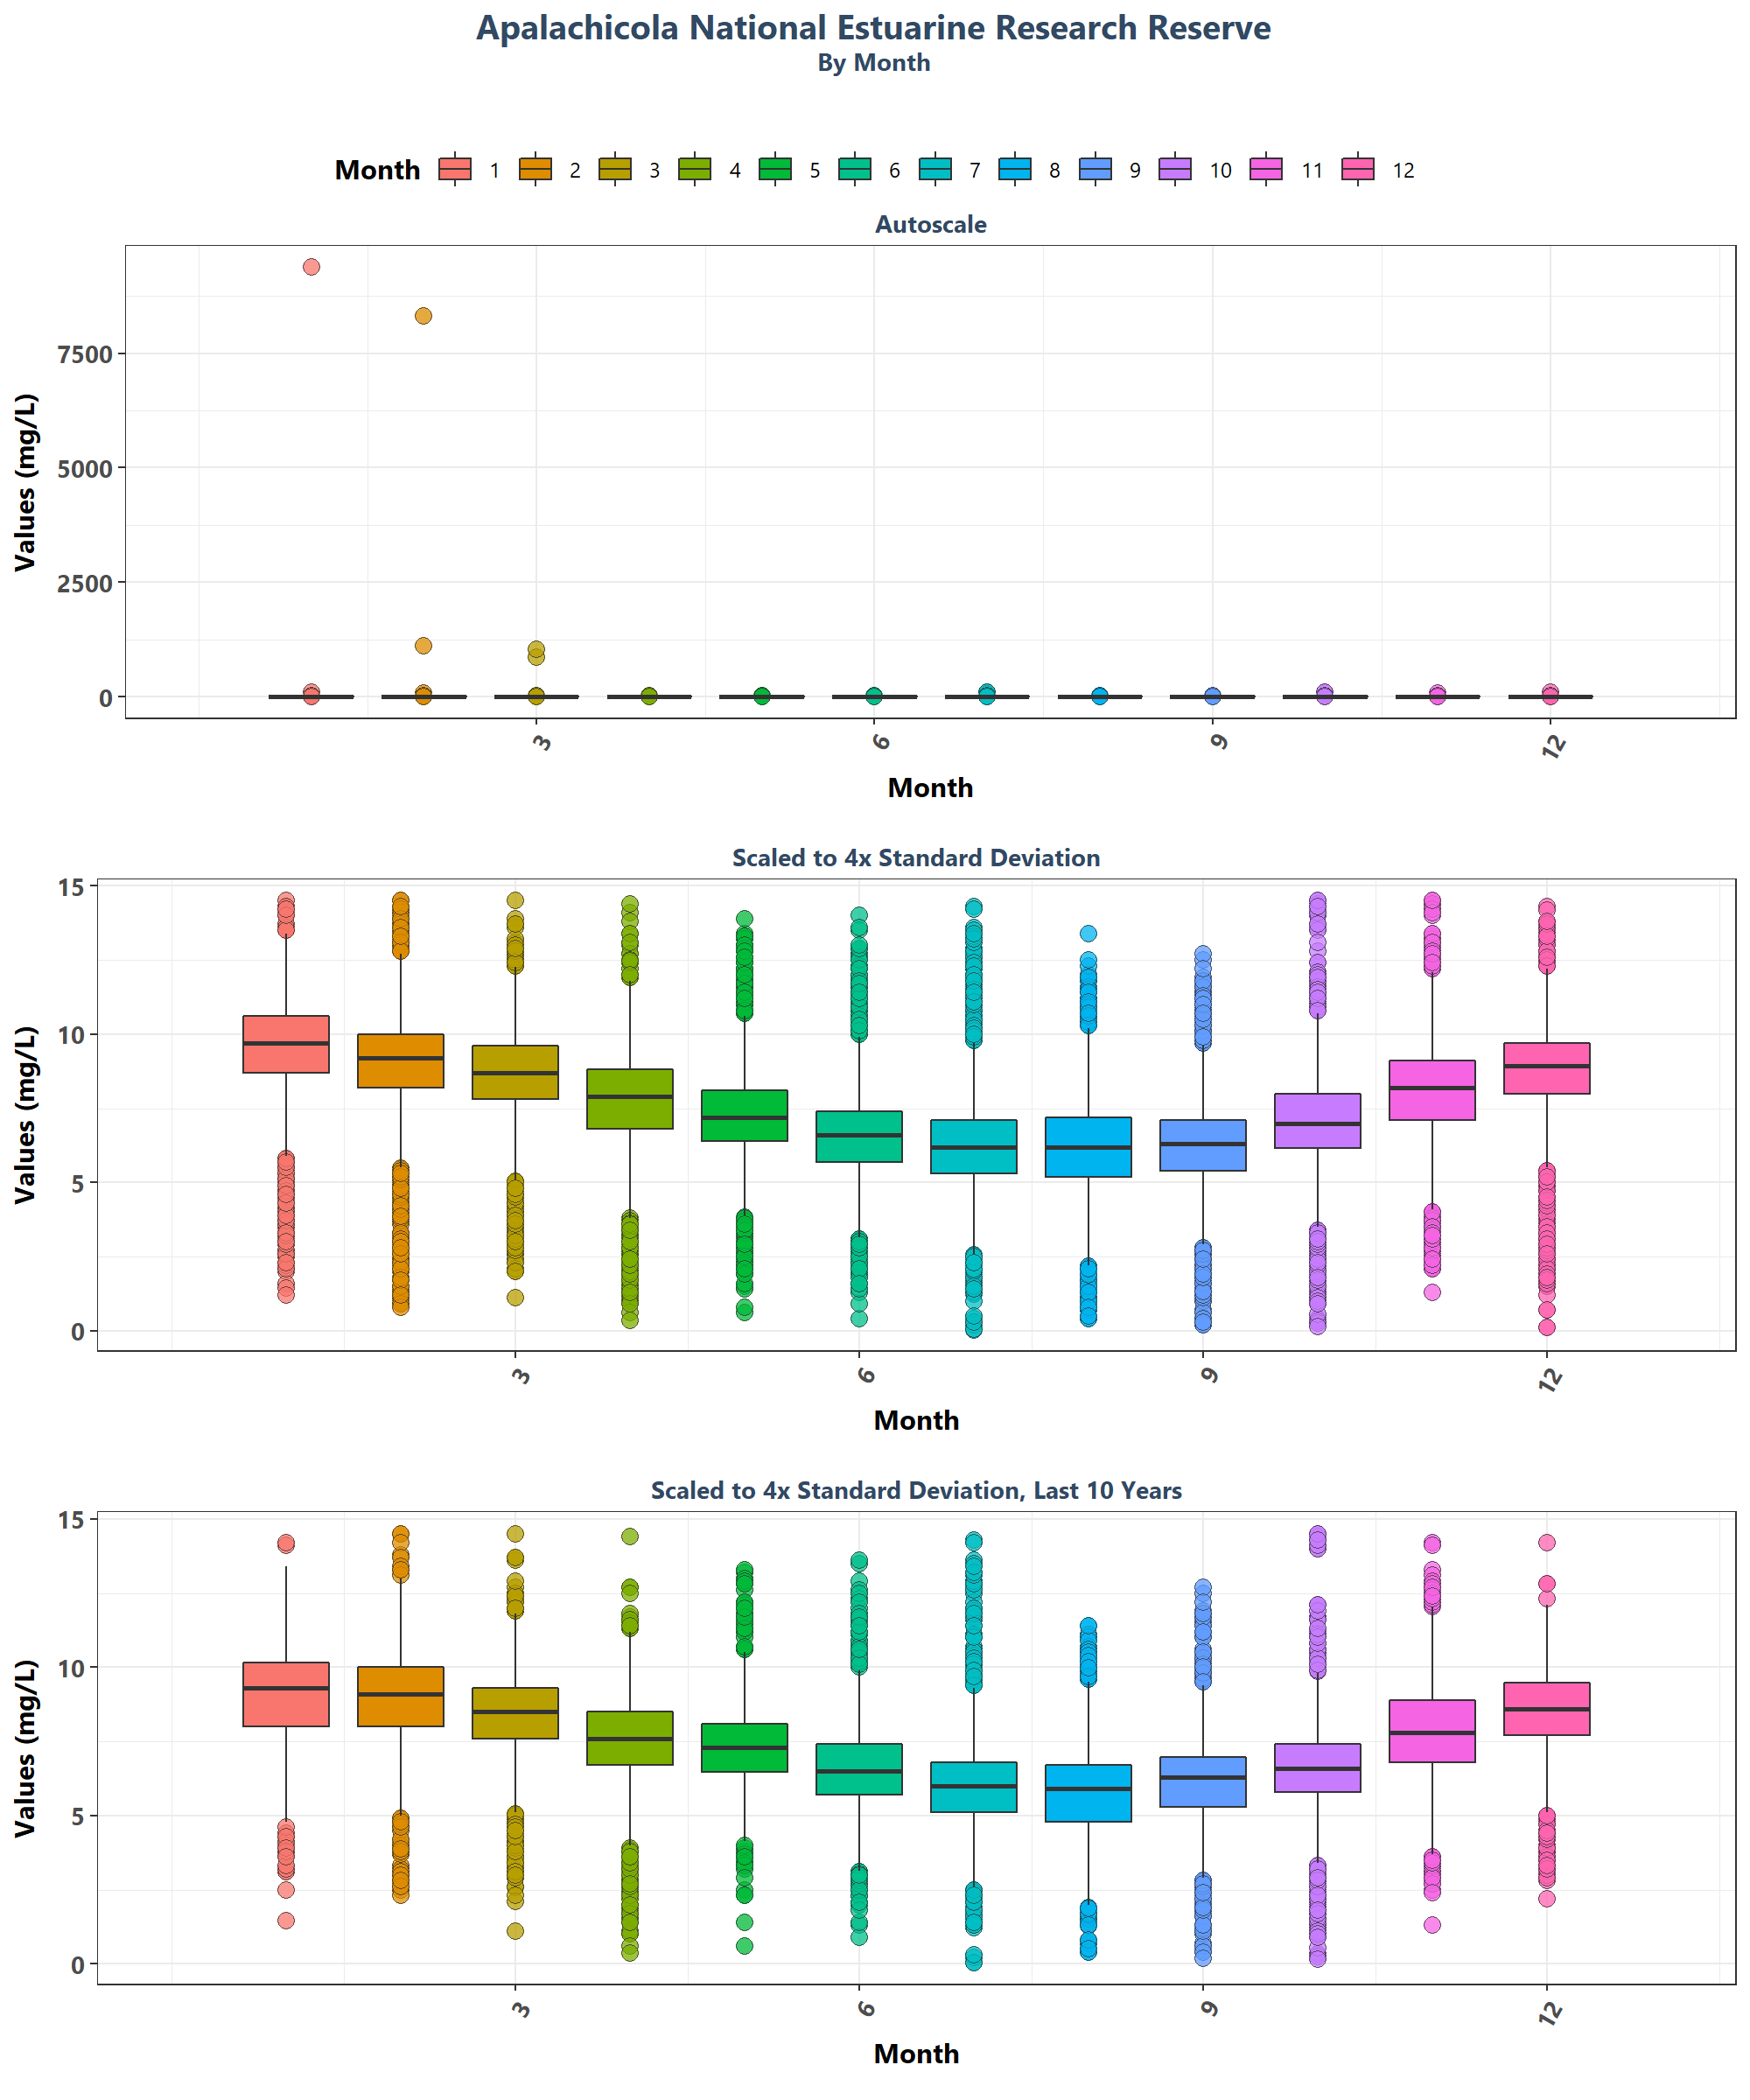 Apalachicola National Estuarine Research Reserve
By Month
Month 1 2 3 4 5 6 7 8 9 10 11 12
Autoscale
Values (mg/L)
7500
5000
2500
0
3 6 9 12
Month
Scaled to 4x Standard Deviation
Values (mg/L)
15
10
5
0
3 6 9 12
Month
Scaled to 4x Standard Deviation, Last 10 Years
Values (mg/L)
15
10
5
0
3 6 9 12
Month